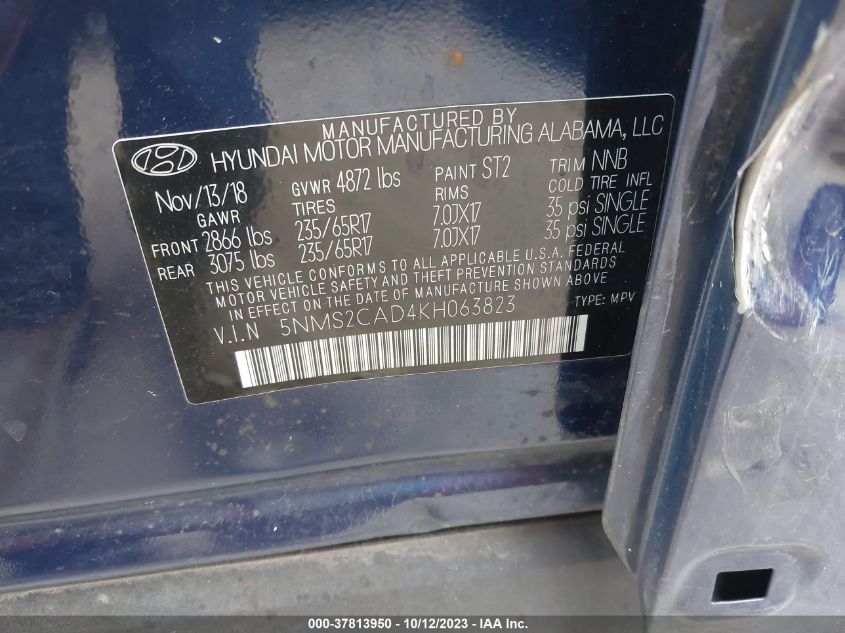 MANUFACTURED BY
HYUNDAI MOTOR MANUFACTURING ALABAMA, LLC
Nov/13/18 GVWR 4872 lbs PAINT ST2 TRIM NNB
GAWR TIRES RIMS COLD TIRE INFL
FRONT 2866 lbs 235/65R17 7.0JX17 35 psi SINGLE
REAR 3075 lbs 235/65R17 7.0JX17 35 psi SINGLE
THIS VEHICLE CONFORMS TO ALL APPLICABLE U.S.A. FEDERAL
MOTOR VEHICLE SAFETY AND THEFT PREVENTION STANDARDS
IN EFFECT ON THE DATE OF MANUFACTURE SHOWN ABOVE
V.I.N 5NMS2CAD4KH063823 TYPE: MPV
000-37813950 - 10/12/2023 - IAA Inc.